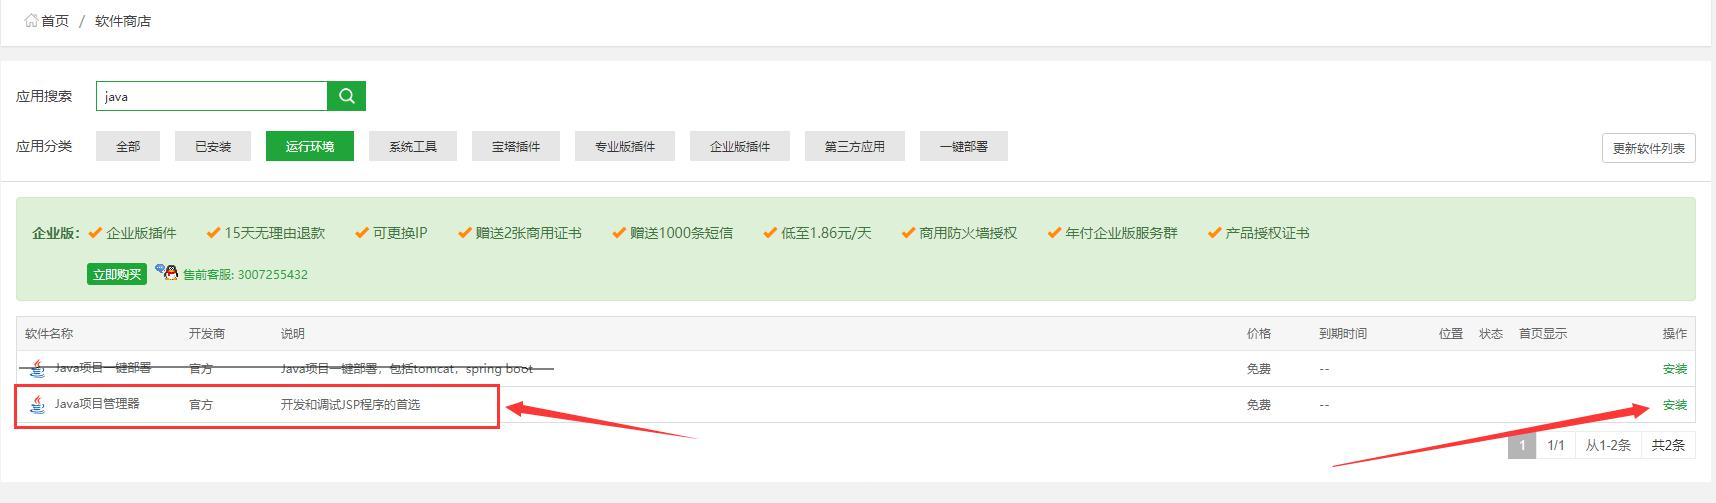 首页 / 软件商店
应用搜索 java
应用分类 全部 已安装 运行环境 系统工具 宝塔插件 专业版插件 企业版插件 第三方应用 一键部署 更新软件列表
企业版： 企业版插件 15天无理由退款 可更换IP 赠送2张商用证书 赠送1000条短信 低至1.86元/天 商用防火墙授权 年付企业版服务群 产品授权证书
立即购买 售前客服: 3007255432
软件名称 开发商 说明 价格 到期时间 位置 状态 首页显示 操作
Java项目一键部署 官方 Java项目一键部署，包括tomcat，spring boot 免费 -- 安装
Java项目管理器 官方 开发和调试JSP程序的首选 免费 -- 安装
1 1/1 从1-2条 共2条